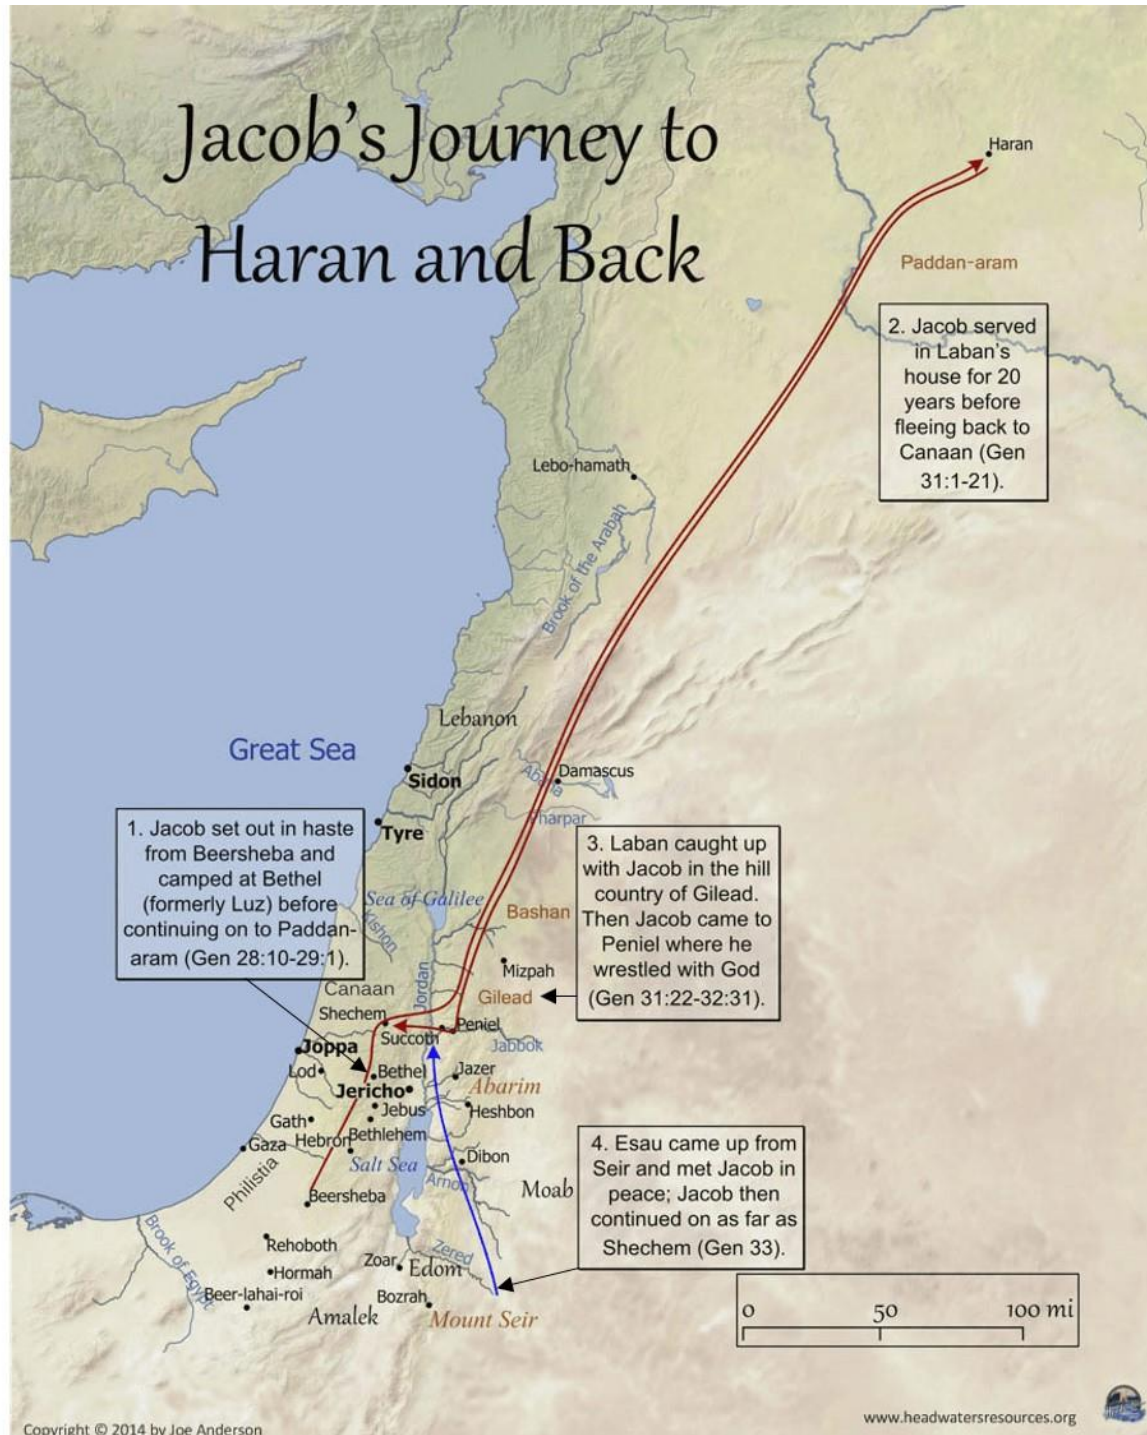 Jacob's Journey to
Haran and Back
Haran
Paddan-aram
2. Jacob served
in Laban's
house for 20
years before
fleeing back to
Canaan (Gen
31:1-21).
Lebo-hamath
Brook of the Arabah
Lebanon
Great Sea
Sidon
Abana
Damascus
Pharpar
Tyre
1. Jacob set out in haste
from Beersheba and
camped at Bethel
(formerly Luz) before
continuing on to Paddan-
aram (Gen 28:10-29:1).
3. Laban caught up
with Jacob in the hill
country of Gilead.
Then Jacob came to
Peniel where he
wrestled with God
(Gen 31:22-32:31).
Sea of Galilee
Kishon
Bashan
Mizpah
Gilead
Canaan
Jordan
Shechem
Peniel
Succoth
Jabbok
Joppa
Lod
Bethel
Jazer
Jericho
Abarim
Jebus
Heshbon
Gath
Bethlehem
Hebron
Gaza
Salt Sea
Dibon
Arnon
Moab
Philistia
Beersheba
4. Esau came up from
Seir and met Jacob in
peace; Jacob then
continued on as far as
Shechem (Gen 33).
Brook of Egypt
Rehoboth
Zered
Hormah
Zoar
Edom
Beer-lahai-roi
Bozrah
Amalek
Mount Seir
0 50 100 mi
www.headwatersresources.org
Copyright © 2014 by Joe Anderson